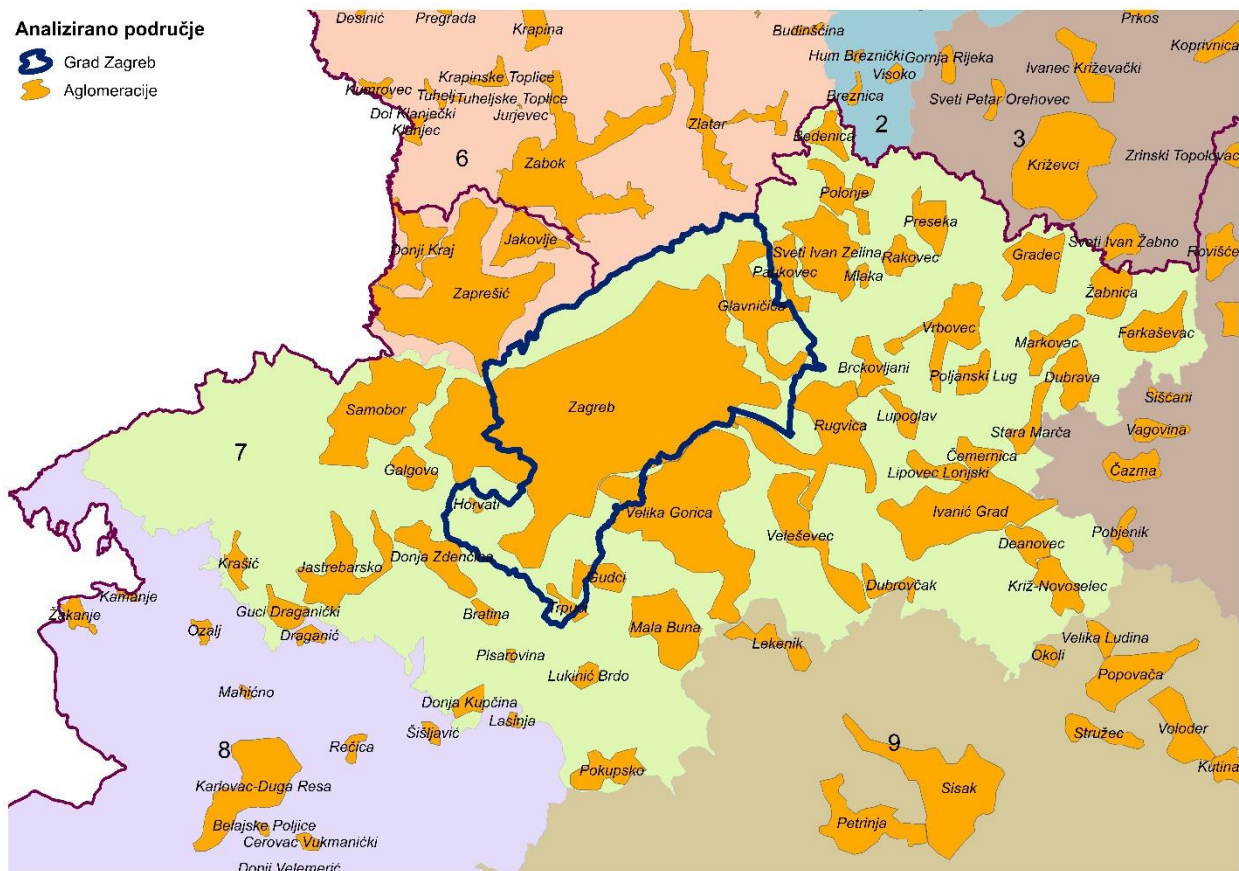 Analizirano područje
Grad Zagreb
Aglomeracije
Desinić
Pregrada
Krapina
Budinšćina
Prkos
Koprivnica
Hum Breznički
Gornja Rijeka
Ivanec Križevački
Visoko
Krapinske Toplice
Kumrovec
Tuhelj
Tuheljske Toplice
Breznica
Sveti Petar Orehovec
Dol Klanječki
Jurjevec
Klanjec
Zlatar
Bedenica
2
3
Zabok
6
Križevci
Zrinski Topolovac
Polonje
Preseka
Donji Kraj
Jakovlje
Sveti Ivan Zelina
Rakovec
Gradec
Sveti Ivan Žabno
Rovišće
Paukovec
Mlaka
Zaprešić
Glavničica
Žabnica
Vrbovec
Farkaševac
Markovac
Brckovljani
Poljanski Lug
Dubrava
Šišćani
Samobor
Zagreb
Lupoglav
Rugvica
Stara Marča
Vagovina
7
Čemernica
Galgovo
Lipovec Lonjski
Čazma
Horvati
Velika Gorica
Ivanić Grad
Veleševec
Pobjenik
Deanovec
Donja Zdenčina
Krašić
Jastrebarsko
Gudci
Dubrovčak
Križ-Novoselec
Kamanje
Žakanje
Guci Draganički
Bratina
Trpuci
Ozalj
Draganić
Mala Buna
Lekenik
Velika Ludina
Pisarovina
Okoli
Lukinić Brdo
Popovača
Mahićno
Donja Kupčina
Lasinja
Šišljavić
Stružec
Voloder
8
Rečica
9
Kutina
Pokupsko
Karlovac-Duga Resa
Sisak
Belajske Poljice
Petrinja
Cerovac Vukmanićki
Donji Velemerić